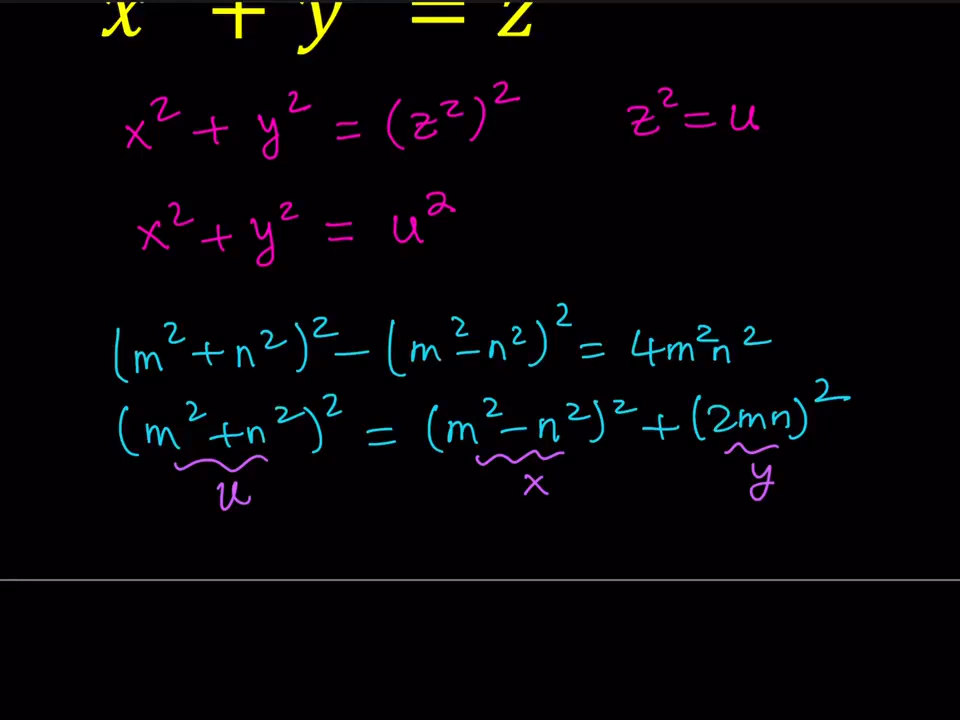 x + y = z
x² + y² = (z²)² z² = u
x² + y² = u²
(m² + n²)² – (m² – n²)² = 4m²n²
(m² + n²)² = (m² – n²)² + (2mn)²
u x y